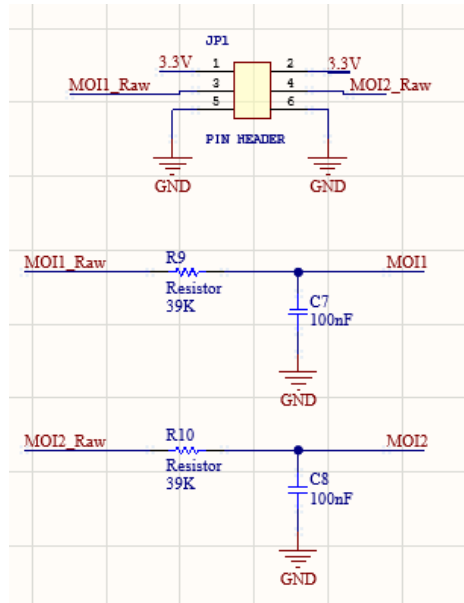 JP1
3.3V 1 2 3.3V
MOI1_Raw 3 4 MOI2_Raw
5 6
PIN HEADER
GND GND
MOI1_Raw R9 MOI1
Resistor
39K
C7
100nF
GND
MOI2_Raw R10 MOI2
Resistor
39K
C8
100nF
GND